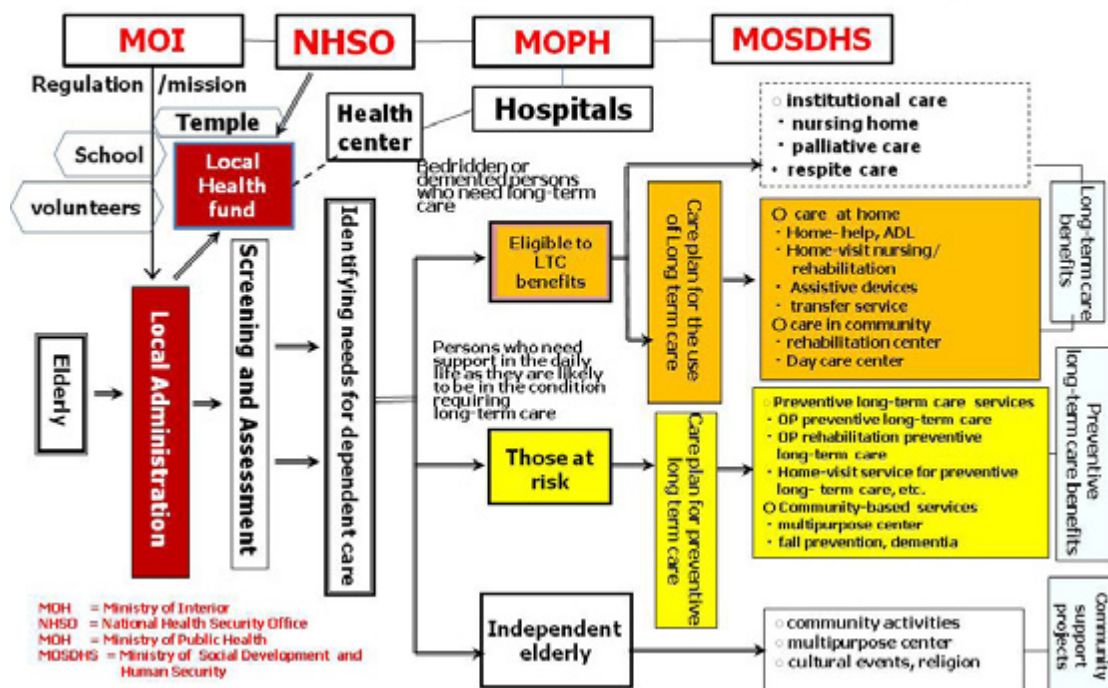 MOI
NHSO
MOPH
MOSDHS
Regulation /mission
Temple
School
volunteers
Local
Health
fund
Health
center
Hospitals
Bedridden or
demented persons
who need long-term
care
Elderly
Local Administration
Screening and Assessment
Identifying needs for dependent care
Eligible to
LTC
benefits
Care plan for the use
of Long term care
institutional care
· nursing home
· palliative care
• respite care
O care at home
· Home- help, ADL
· Home-visit nursing/
rehabilitation
· Assistive devices
· transfer service
O care in community
· rehabilitation center
· Day care center
Long-term care
benefits
Persons who need
support in the daily
life as they are likely
to be in the condition
requiring
long-term care
Those at
risk
Care plan for preventive
long term care
Preventive long-term care services
· OP preventive long-term care
· OP rehabilitation preventive
long-term care
· Home-visit service for preventive
long- term care, etc.
O Community-based services
· multipurpose center
· fall prevention, dementia
Preventive
long-term care benefits
Independent
elderly
community activities
multipurpose center
cultural events, religion
Community
support
projects
MOH = Ministry of Interior
NHSO = National Health Security Office
MOH = Ministry of Public Health
MOSDHS = Ministry of Social Development and
Human Security